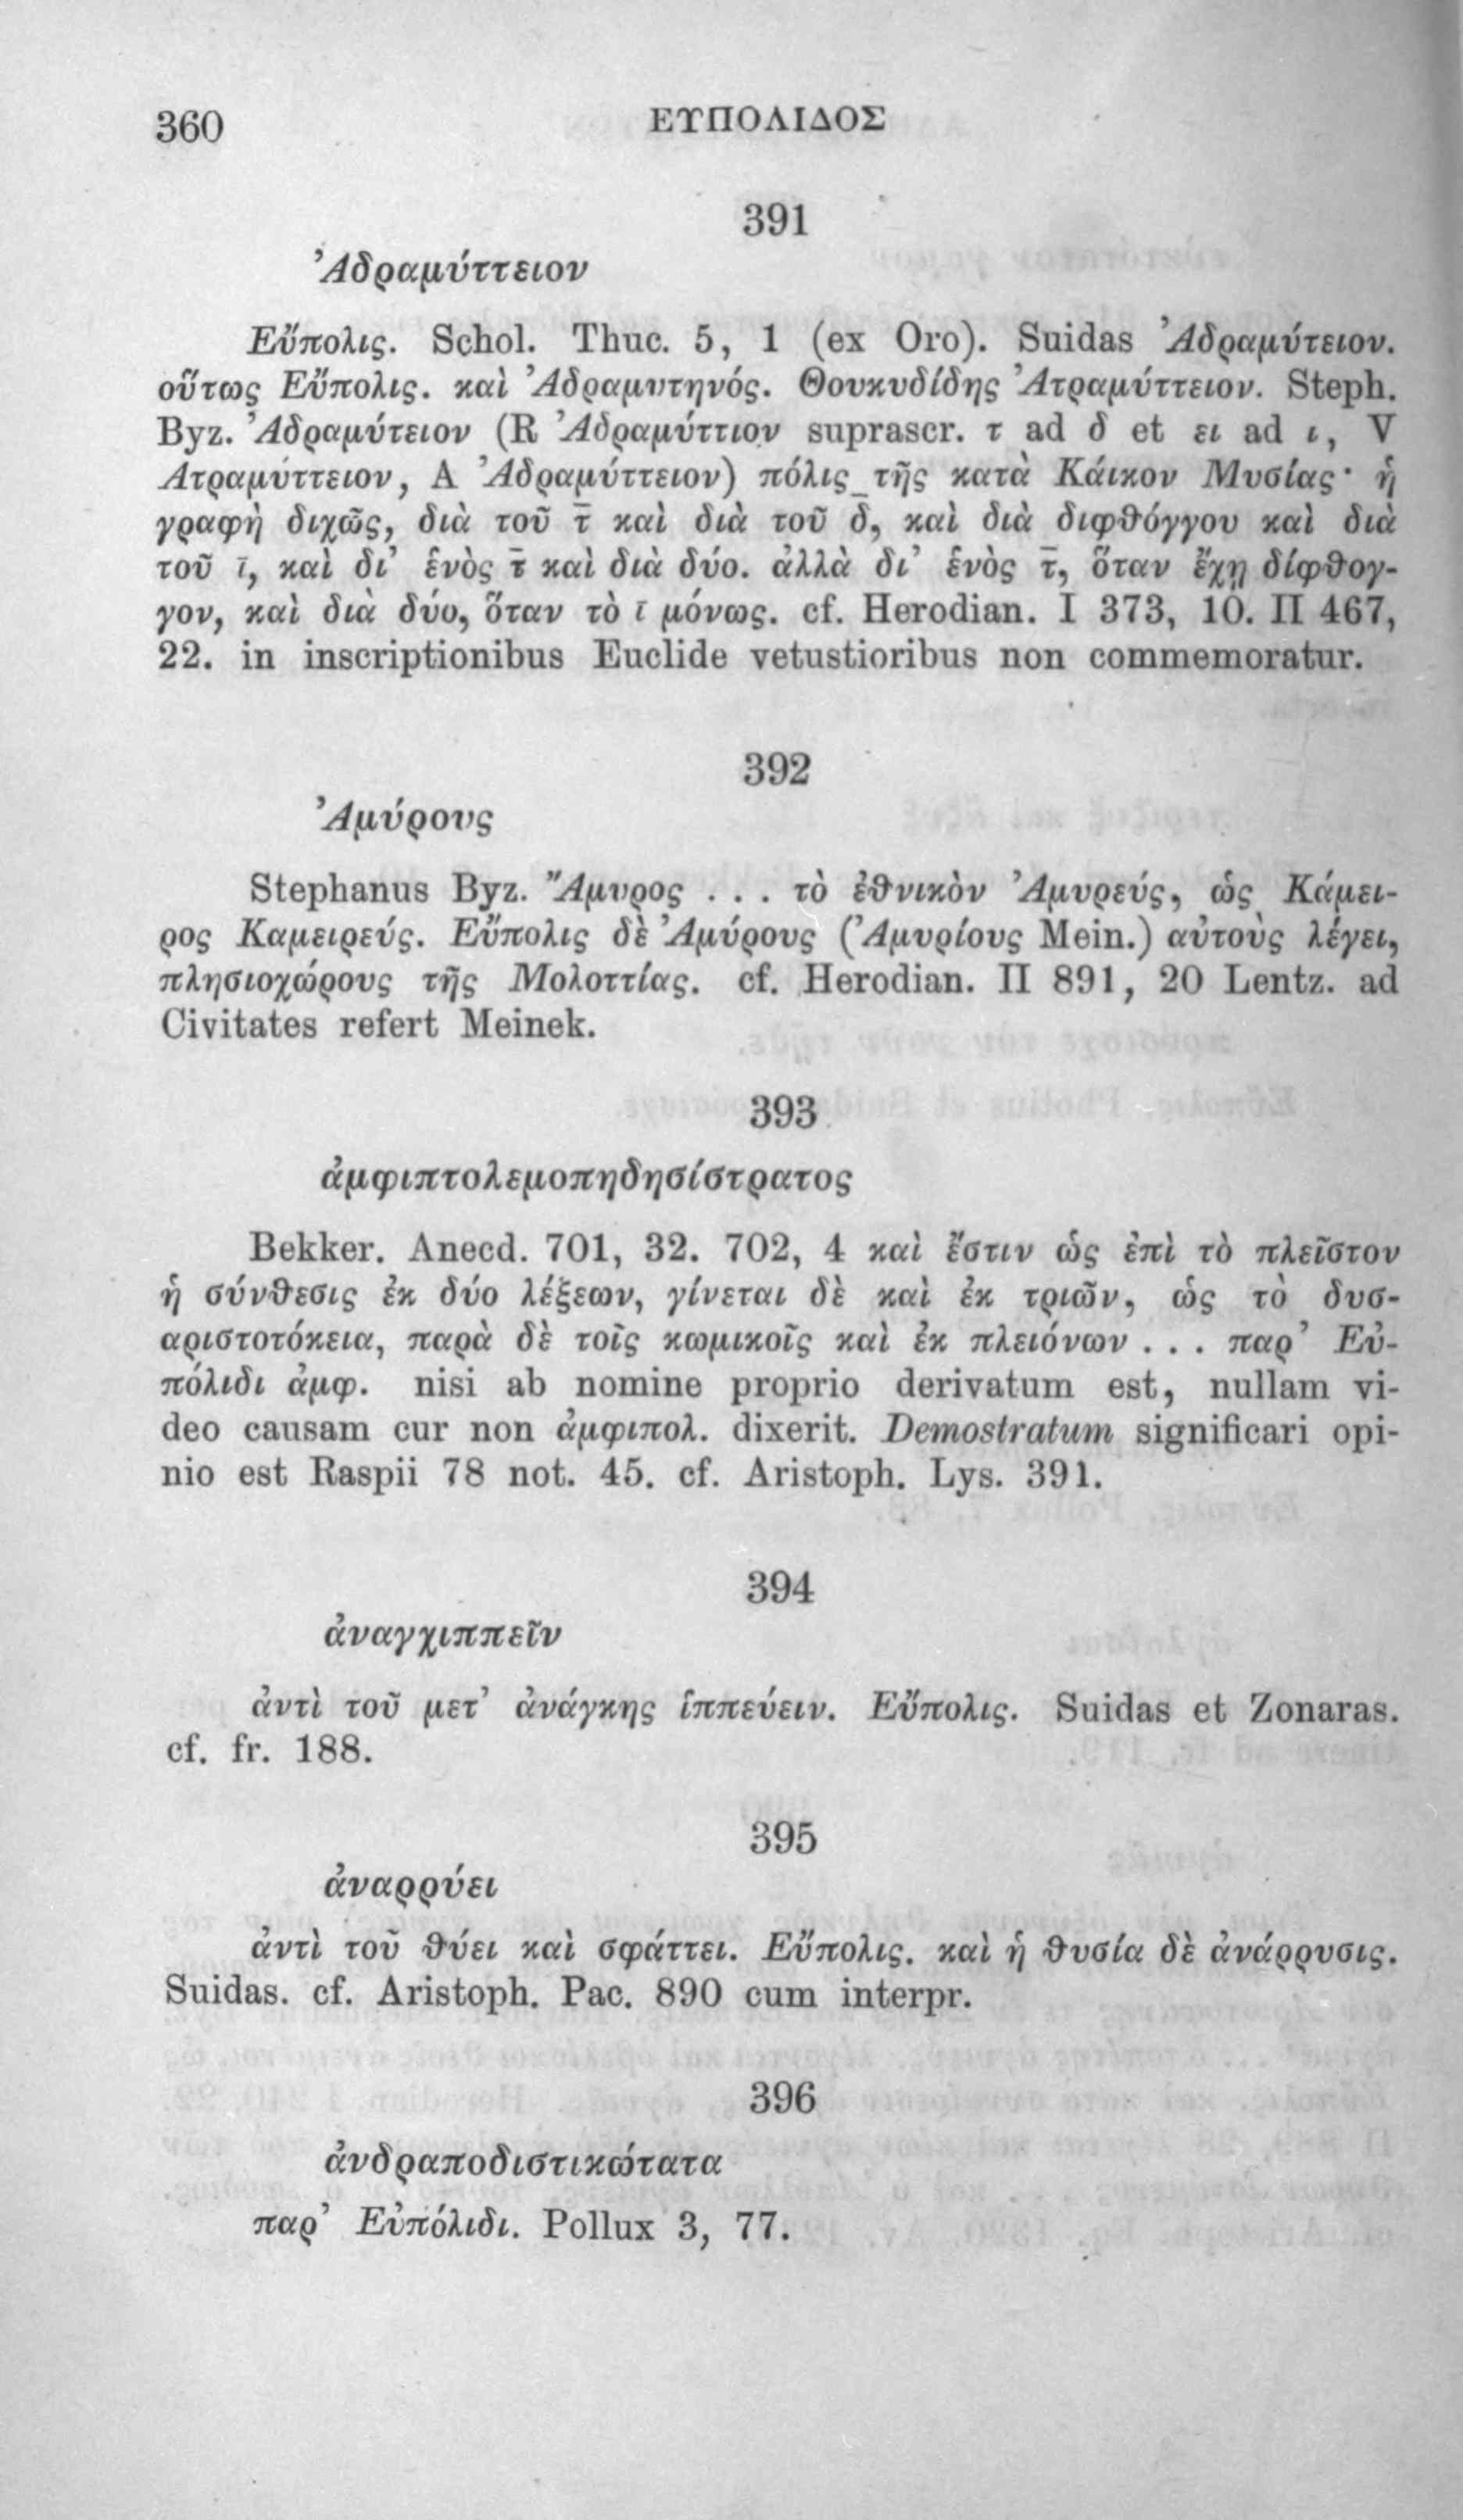 360
ΕΥΠΟΛΙΔΟΣ
391
Ἀδραμύττειον
Εὔπολις. Schol. Thuc. 5, 1 (ex Oro). Suidas Ἀδραμύτειον.
οὕτως Εὔπολις. καὶ Ἀδραμυτηνός. Θουκυδίδης Ἀτραμύττειον. Steph.
Byz. Ἀδραμύτειον (R Ἀδραμύττιον suprascr. τ ad δ et ει ad ι, V
Ατραμύττειον, A Ἀδραμύττειον) πόλις τῆς κατὰ Κάικον Μυσίας· ἡ
γραφὴ διχῶς, διὰ τοῦ τ̄ καὶ διὰ τοῦ δ̄, καὶ διὰ διφθόγγου καὶ διὰ
τοῦ ῑ, καὶ δι’ ἑνὸς τ̄ καὶ διὰ δύο. ἀλλὰ δι’ ἑνὸς τ̄, ὅταν ἔχῃ δίφθογ-
γον, καὶ διὰ δύο, ὅταν τὸ ῑ μόνως. cf. Herodian. I 373, 10. II 467,
22. in inscriptionibus Euclide vetustioribus non commemoratur.
392
Ἀμύρους
Stephanus Byz. Ἄμυρος . . . τὸ ἐθνικὸν Ἀμυρεύς, ὡς Κάμει-
ρος Καμειρεύς. Εὔπολις δὲ Ἀμύρους (Ἀμυρίους Mein.) αὐτοὺς λέγει,
πλησιοχώρους τῆς Μολοττίας. cf. Herodian. II 891, 20 Lentz. ad
Civitates refert Meinek.
393
ἀμφιπτολεμοπηδησίστρατος
Bekker. Anecd. 701, 32. 702, 4 καὶ ἔστιν ὡς ἐπὶ τὸ πλεῖστον
ἡ σύνθεσις ἐκ δύο λέξεων, γίνεται δὲ καὶ ἐκ τριῶν, ὡς τὸ δυσ-
αριστοτόκεια, παρὰ δὲ τοῖς κωμικοῖς καὶ ἐκ πλειόνων . . . παρ’ Εὐ-
πόλιδι ἀμφ. nisi ab nomine proprio derivatum est, nullam vi-
deo causam cur non ἀμφιπολ. dixerit. Demostratum significari opi-
nio est Raspii 78 not. 45. cf. Aristoph. Lys. 391.
394
ἀναγχιππεῖν
ἀντὶ τοῦ μετ’ ἀνάγκης ἱππεύειν. Εὔπολις. Suidas et Zonaras.
cf. fr. 188.
395
ἀναρρύει
ἀντὶ τοῦ θύει καὶ σφάττει. Εὔπολις. καὶ ἡ θυσία δὲ ἀνάρρυσις.
Suidas. cf. Aristoph. Pac. 890 cum interpr.
396
ἀνδραποδιστικώτατα
παρ’ Εὐπόλιδι. Pollux 3, 77.